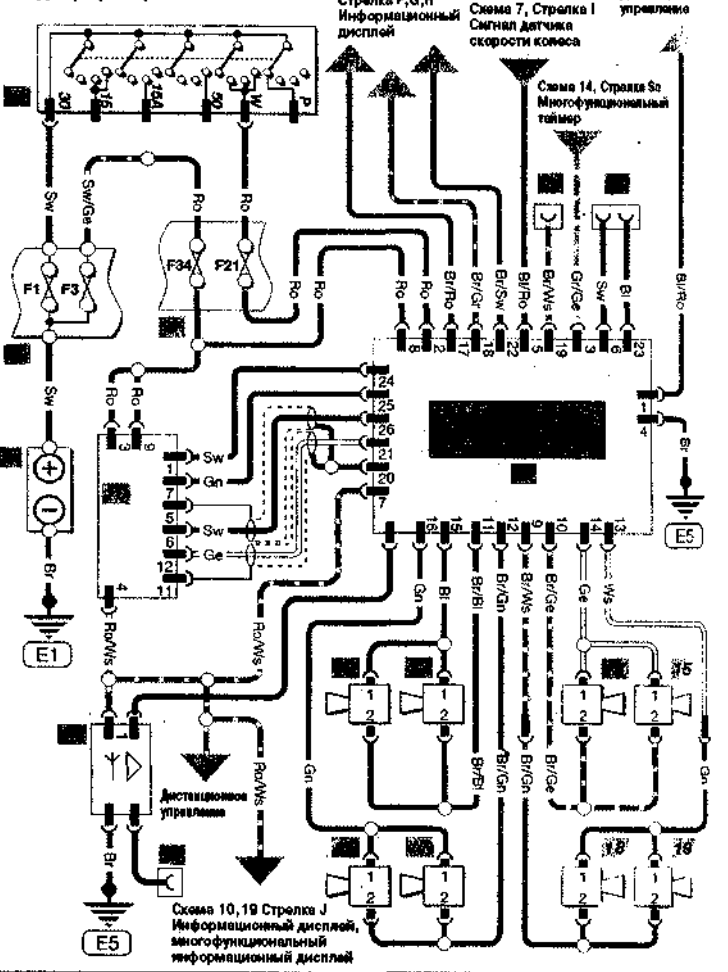 Стрелка F,G,H
Информационный
дисплей
Схема 7, Стрелка I
Сигнал датчика
скорости колеса
управление
Схема 14, Стрелка Sc
Многофункциональный
таймер
30
15
15A
50
W
P
Sw
Sw/Ge
Ro
Ro
F1
F3
F34
F21
Ro
Ro
Ro
Ro
Br/Ro
Br/Gr
Br/Sw
Bl/Ro
Br/Ws
Gr/Ge
Sw
Bl
Bl/Ro
8
2
17
18
22
5
19
3
6
23
Sw
Ro
Ro
3
9
24
25
26
21
20
7
1
4
Br
E5
1
Sw
7
Gn
5
6
Sw
12
Ge
11
4
Br
E1
Ro/Ws
Ro/Ws
16
15
11
12
9
10
14
13
Gn
Bl
Br/Bl
Br/Gn
Br/Ws
Br/Ge
Ge
Ws
1
2
1
2
1
2
15
1
2
1
Дистанционное
управление
Ro/Ws
Gn
Br/Bl
Br/Gn
Br/Gn
Br/Ge
Gn
Br
E5
1
2
1
2
18
1
2
16
1
2
Схема 10,19 Стрелка J
Информационный дисплей,
многофункциональный
информационный дисплей